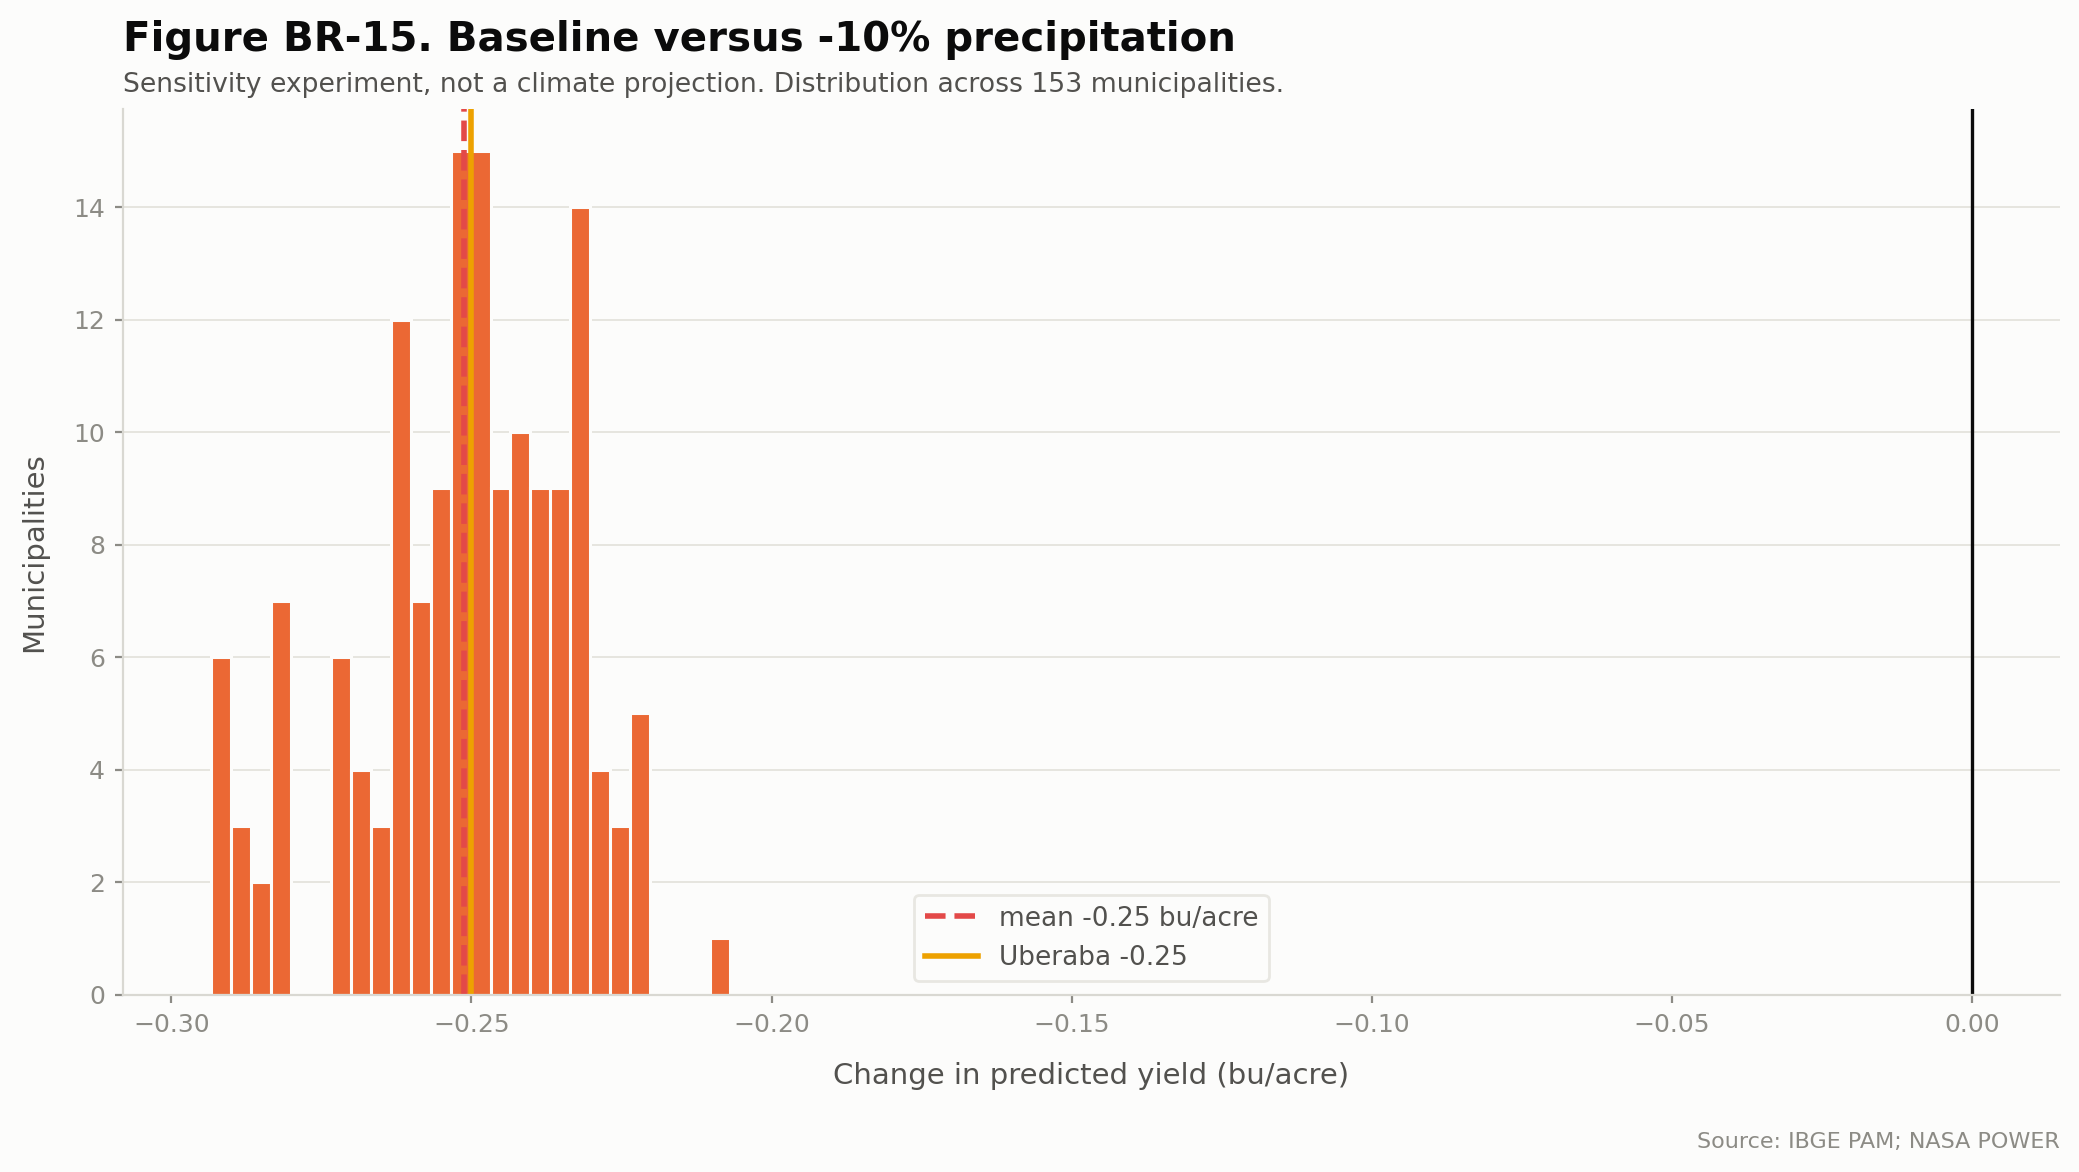 Figure BR-15. Baseline versus -10% precipitation
Sensitivity experiment, not a climate projection. Distribution across 153 municipalities.
Municipalities
14
12
10
8
6
4
2
0
−0.30
−0.25
−0.20
−0.15
−0.10
−0.05
0.00
mean -0.25 bu/acre
Uberaba -0.25
Change in predicted yield (bu/acre)
Source: IBGE PAM; NASA POWER